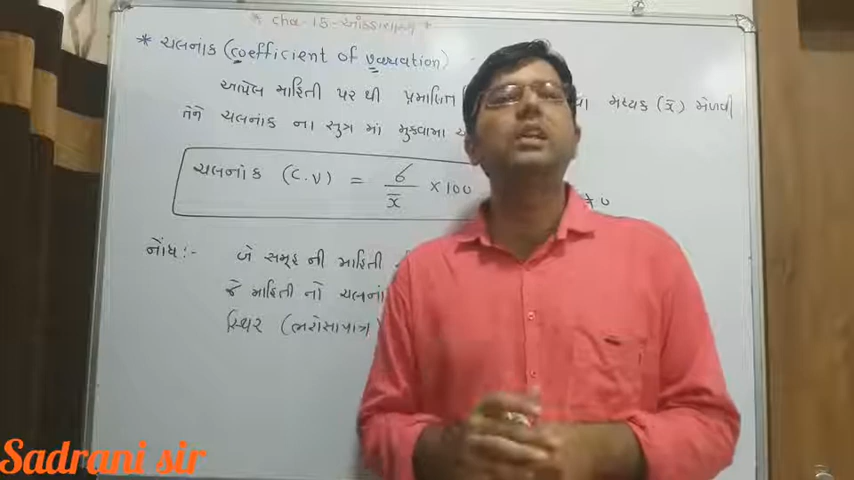 * cha-15-આંકડાશાસ્ત્ર *
* ચલનાંક (coefficient of variation)
આપેલ માહિતી પર થી પ્રમાણિત મધ્યક (x̄) મેળવી
તેને ચલનાંક ના સુત્ર માં મુકવામાં
ચલનાંક (C.V) = σ / x̄ × 100 ≠ 0
નોંધ:- જે સમૂહ ની માહિતી
જે માહિતી નો ચલનાં
સ્થિર (ભરોસાપાત્ર)
Sadrani sir